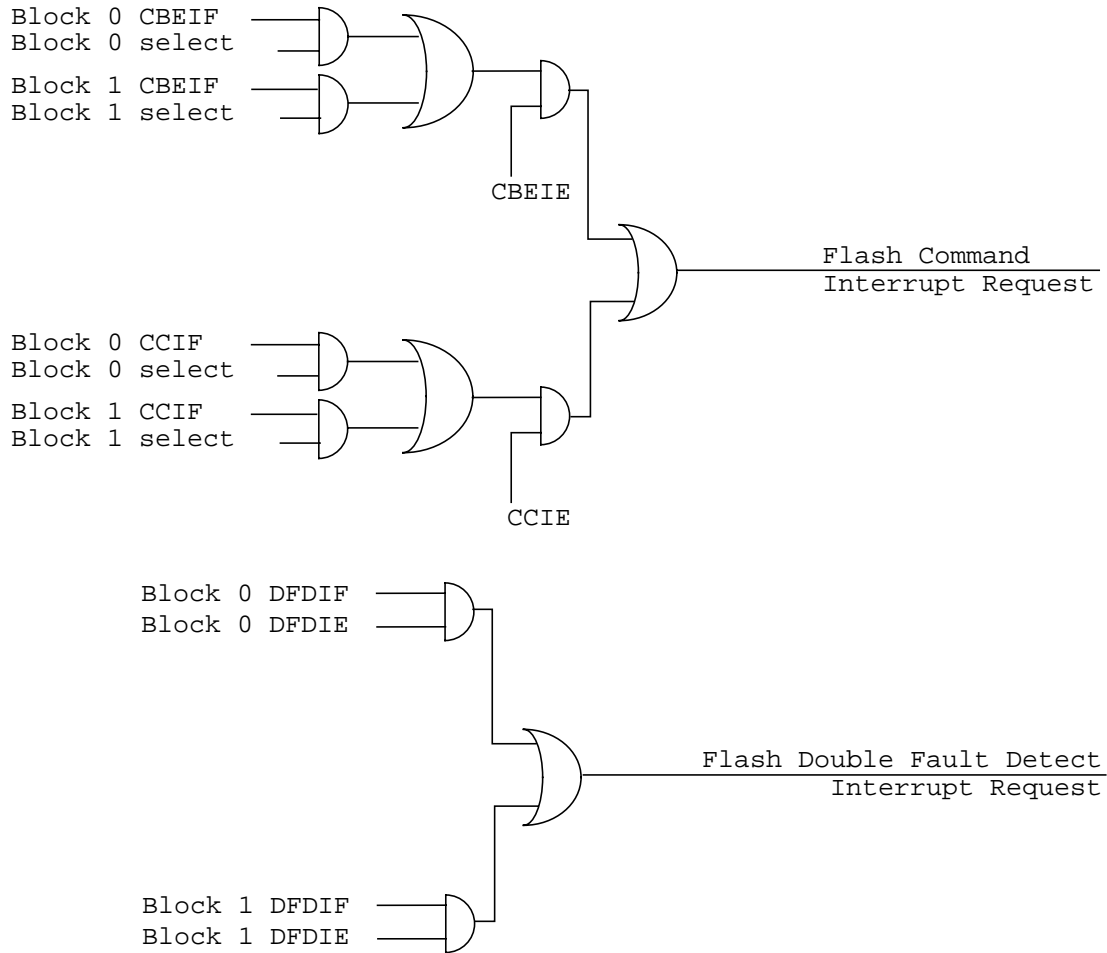 Block 0 CBEIF
Block 0 select
Block 1 CBEIF
Block 1 select
CBEIE
Flash Command
Interrupt Request
Block 0 CCIF
Block 0 select
Block 1 CCIF
Block 1 select
CCIE
Block 0 DFDIF
Block 0 DFDIE
Flash Double Fault Detect
Interrupt Request
Block 1 DFDIF
Block 1 DFDIE